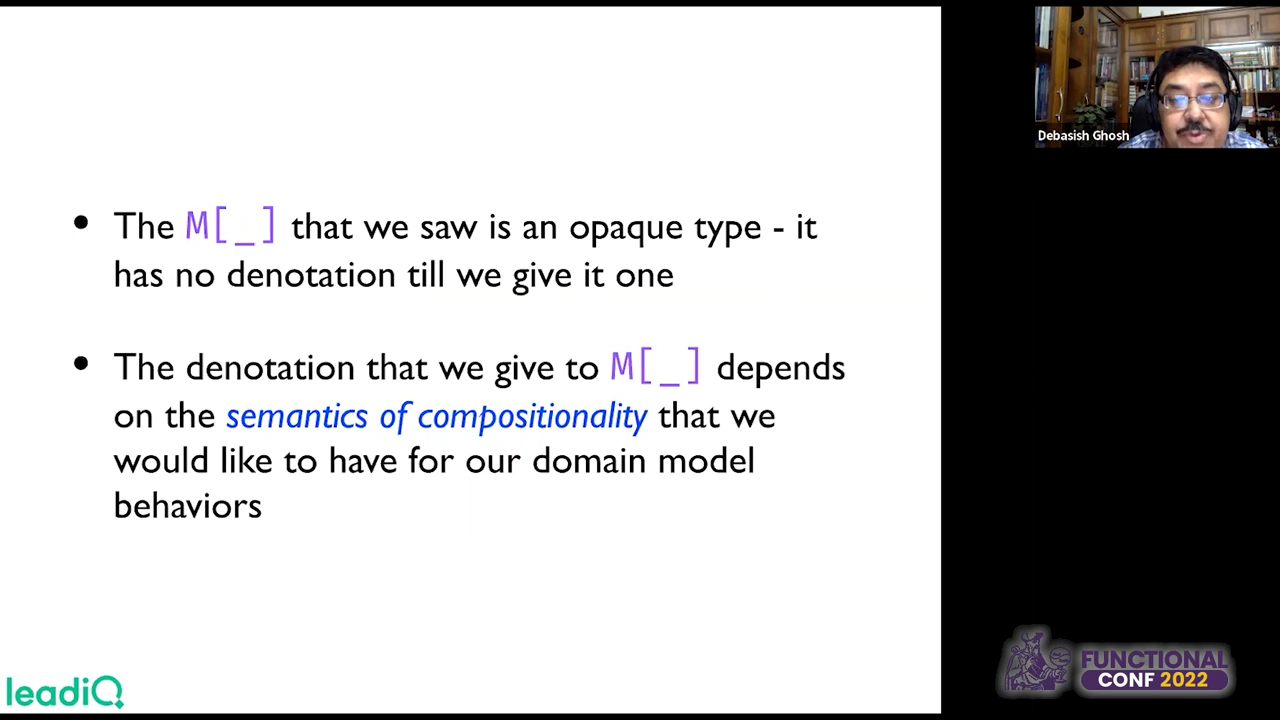 • The M[_] that we saw is an opaque type - it
has no denotation till we give it one
• The denotation that we give to M[_] depends
on the semantics of compositionality that we
would like to have for our domain model
behaviors
leadiQ
Debasish Ghosh
FUNCTIONAL
CONF 2022